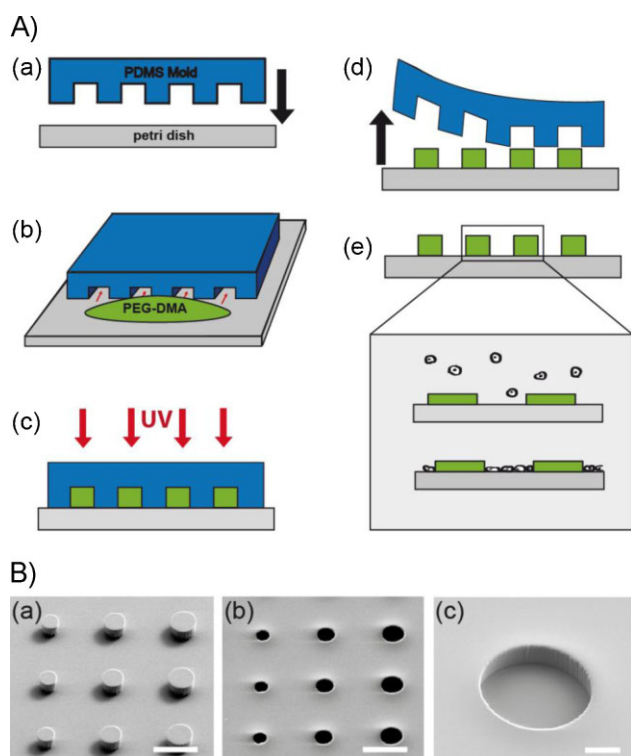 A)
(a)
PDMS Mold
petri dish
(b)
PEG-DMA
(c)
UV
(d)
(e)
B)
(a)
(b)
(c)